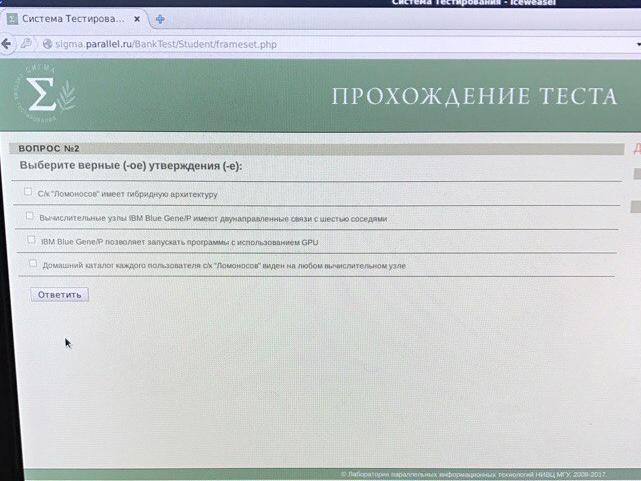 Система Тестирования - Iceweasel
Система Тестирова...
sigma.parallel.ru/BankTest/Student/frameset.php
СИГМА
Σ
ПРОХОЖДЕНИЕ ТЕСТА
ВОПРОС №2
Выберите верные (-ое) утверждения (-е):
С/к "Ломоносов" имеет гибридную архитектуру
Вычислительные узлы IBM Blue Gene/P имеют двунаправленные связи с шестью соседями
IBM Blue Gene/P позволяет запускать программы с использованием GPU
Домашний каталог каждого пользователя с/к "Ломоносов" виден на любом вычислительном узле
Ответить
© Лаборатория параллельных информационных технологий НИВЦ МГУ, 2009-2017.